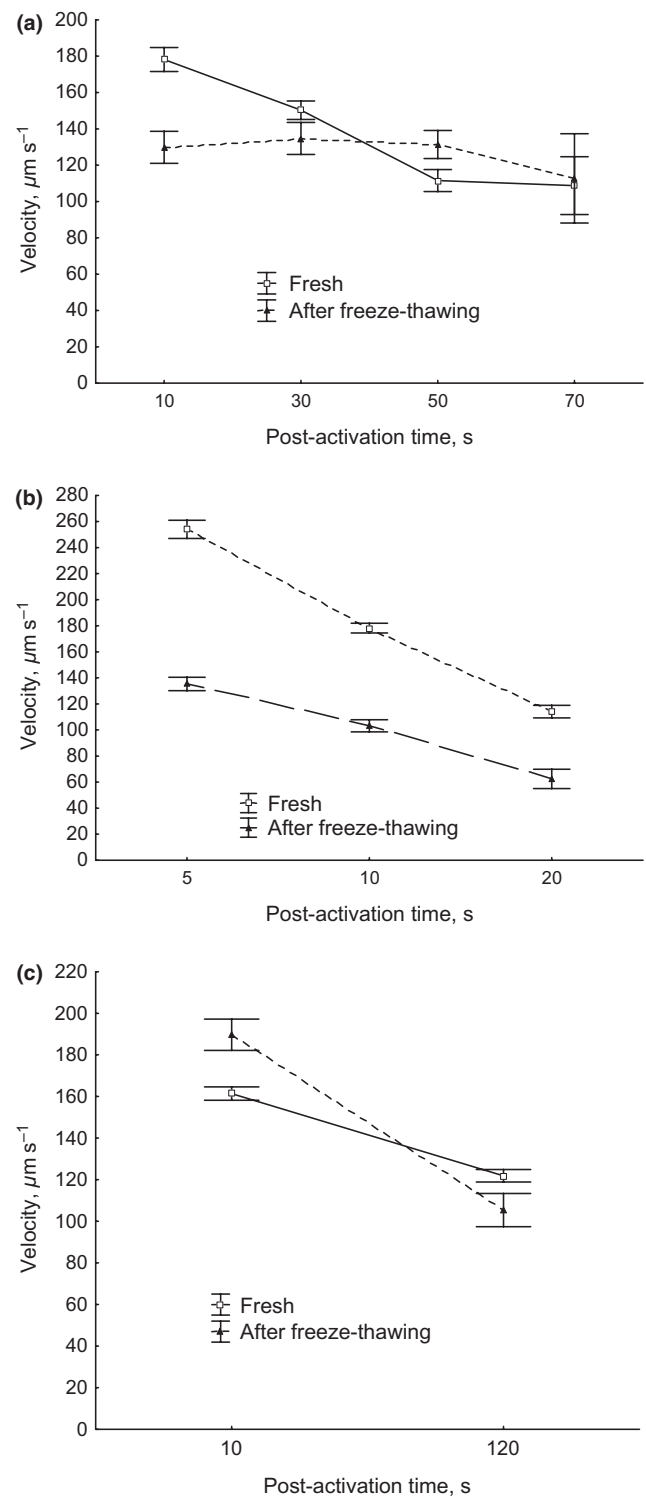 (a)
200
180
160
140
120
100
80
60
40
20
0
Velocity, µm s⁻¹
Fresh
After freeze-thawing
10 30 50 70
Post-activation time, s
(b)
280
260
240
220
200
180
160
140
120
100
80
60
40
20
0
Velocity, µm s⁻¹
Fresh
After freeze-thawing
5 10 20
Post-activation time, s
(c)
220
200
180
160
140
120
100
80
60
40
20
0
Velocity, µm s⁻¹
Fresh
After freeze-thawing
10 120
Post-activation time, s